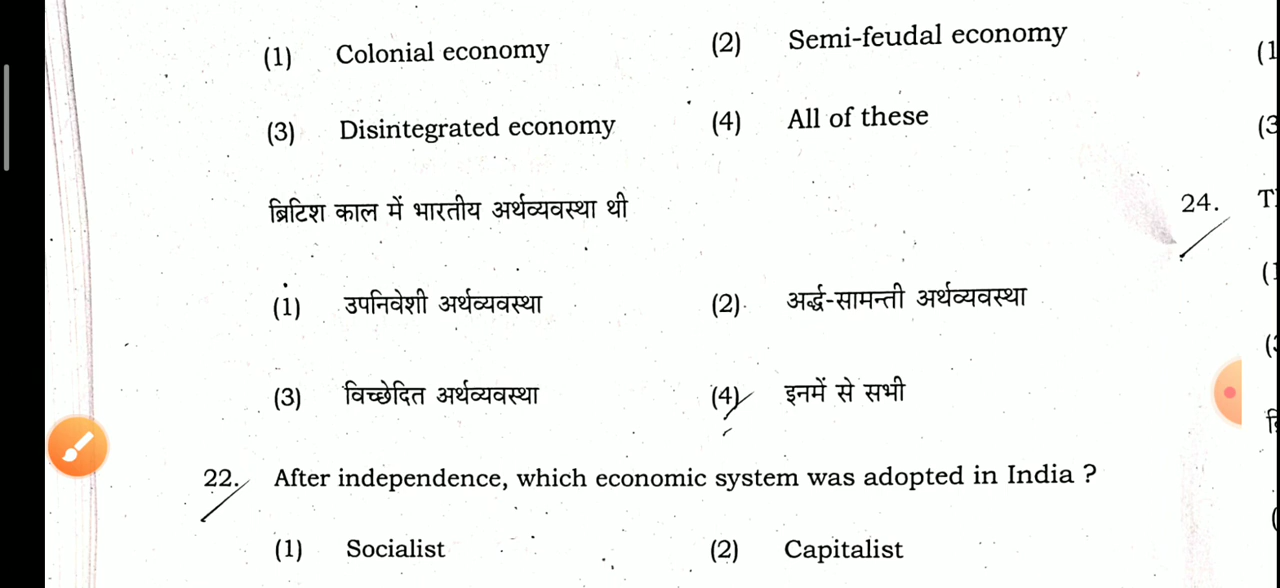 (1) Colonial economy (2) Semi-feudal economy
(3) Disintegrated economy (4) All of these
ब्रिटिश काल में भारतीय अर्थव्यवस्था थी
(1) उपनिवेशी अर्थव्यवस्था (2) अर्द्ध-सामन्ती अर्थव्यवस्था
(3) विच्छेदित अर्थव्यवस्था (4) इनमें से सभी
22. After independence, which economic system was adopted in India ?
(1) Socialist (2) Capitalist
24.